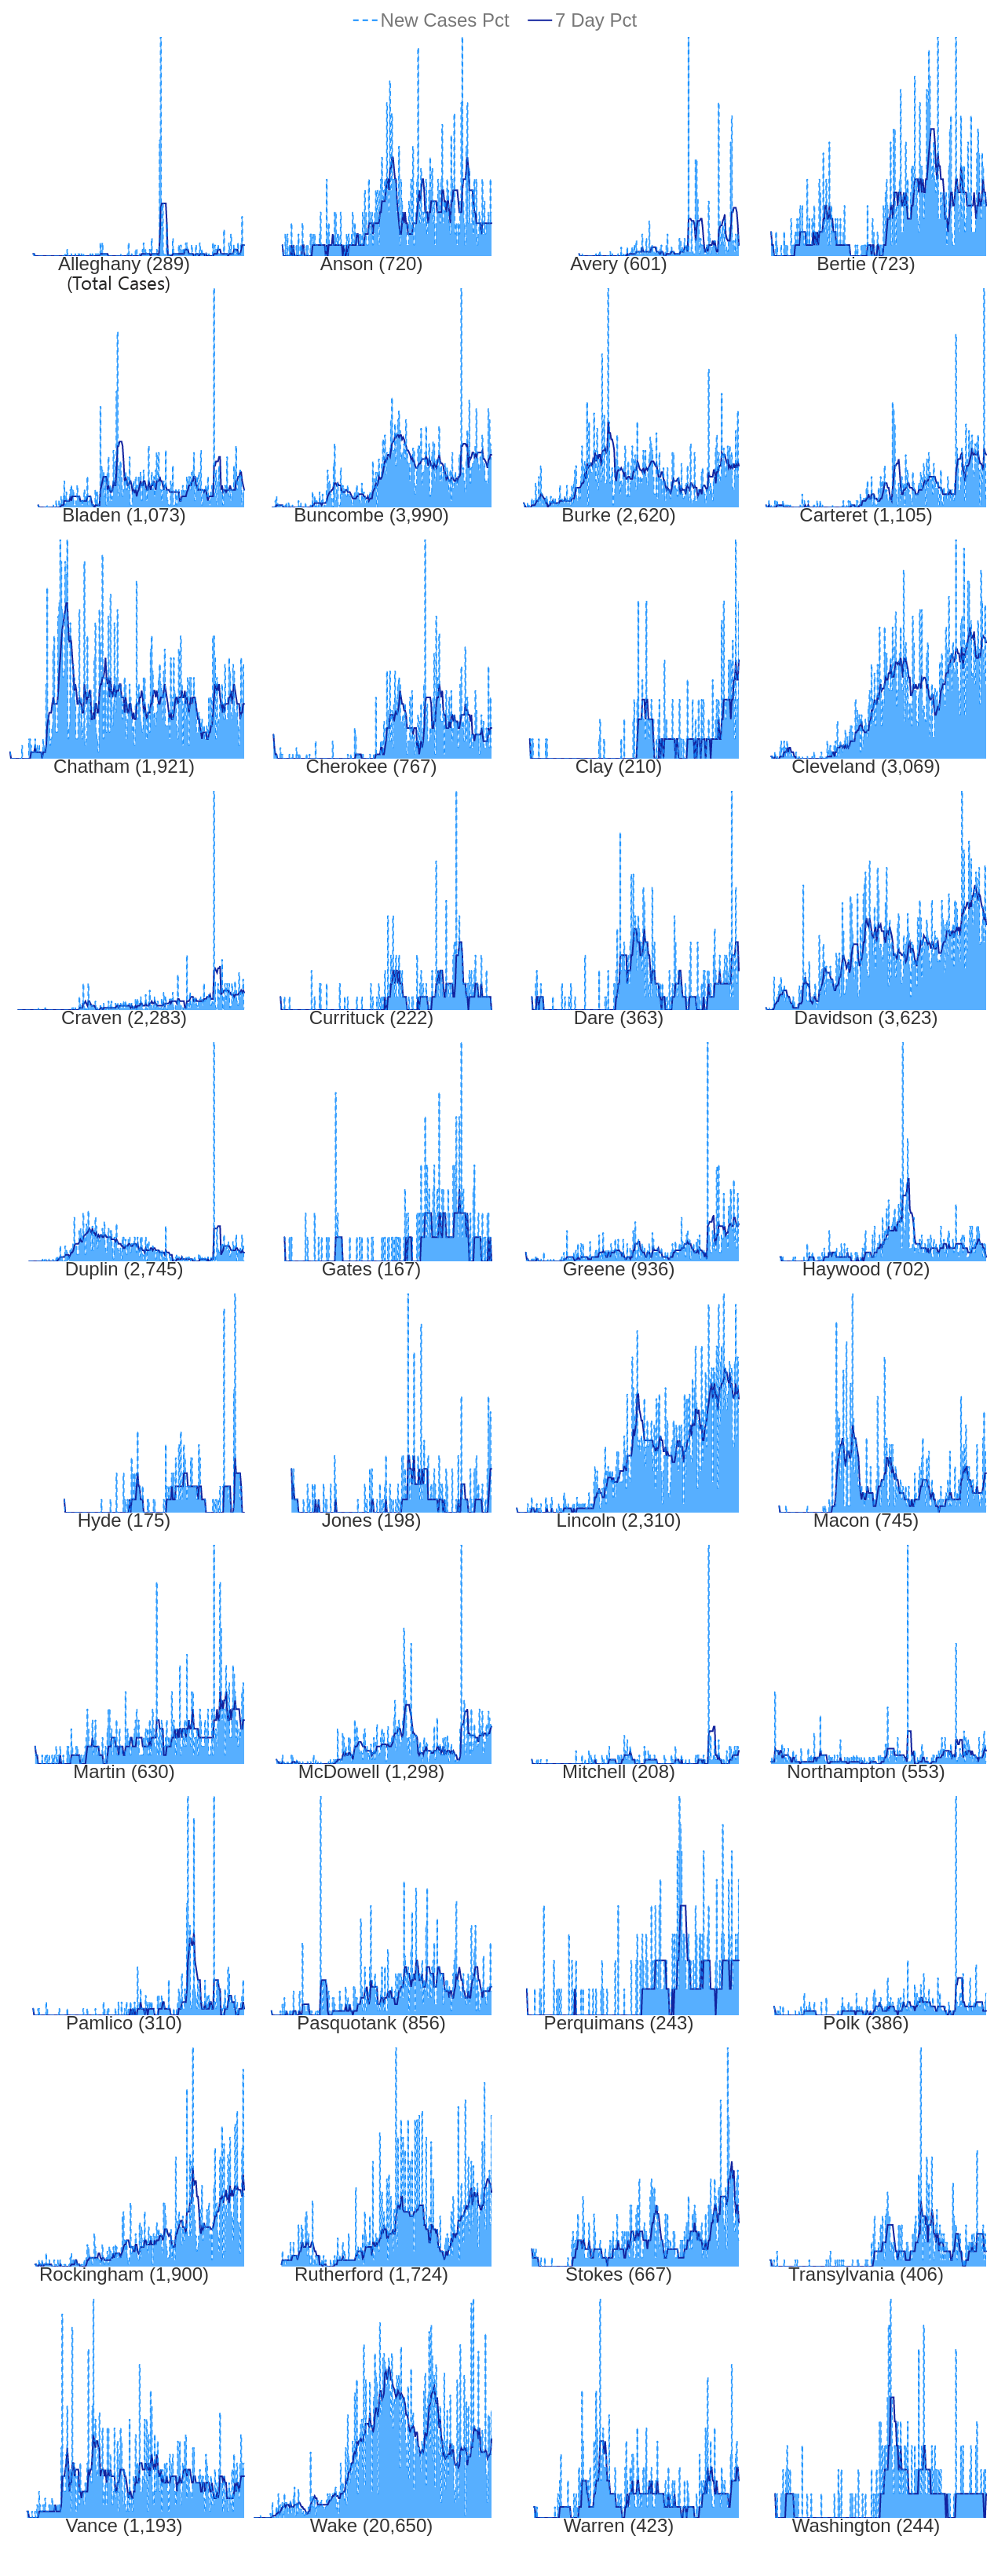 New Cases Pct 7 Day Pct
Alleghany (289) Anson (720) Avery (601) Bertie (723)
(Total Cases)
Bladen (1,073) Buncombe (3,990) Burke (2,620) Carteret (1,105)
Chatham (1,921) Cherokee (767) Clay (210) Cleveland (3,069)
Craven (2,283) Currituck (222) Dare (363) Davidson (3,623)
Duplin (2,745) Gates (167) Greene (936) Haywood (702)
Hyde (175) Jones (198) Lincoln (2,310) Macon (745)
Martin (630) McDowell (1,298) Mitchell (208) Northampton (553)
Pamlico (310) Pasquotank (856) Perquimans (243) Polk (386)
Rockingham (1,900) Rutherford (1,724) Stokes (667) Transylvania (406)
Vance (1,193) Wake (20,650) Warren (423) Washington (244)